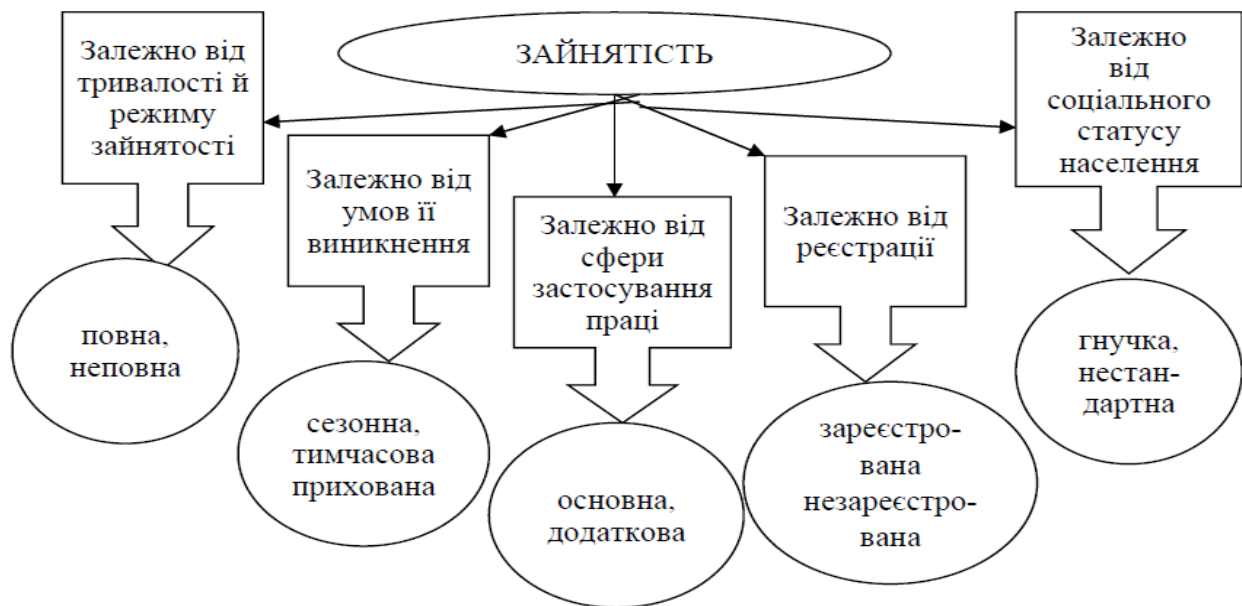 ЗАЙНЯТІСТЬ
Залежно від
тривалості й
режиму
зайнятості
повна,
неповна
Залежно від
умов її
виникнення
сезонна,
тимчасова
прихована
Залежно від
сфери
застосування
праці
основна,
додаткова
Залежно від
реєстрації
зареєстро-
вана
незареєстро-
вана
Залежно
від
соціального
статусу
населення
гнучка,
нестан-
дартна